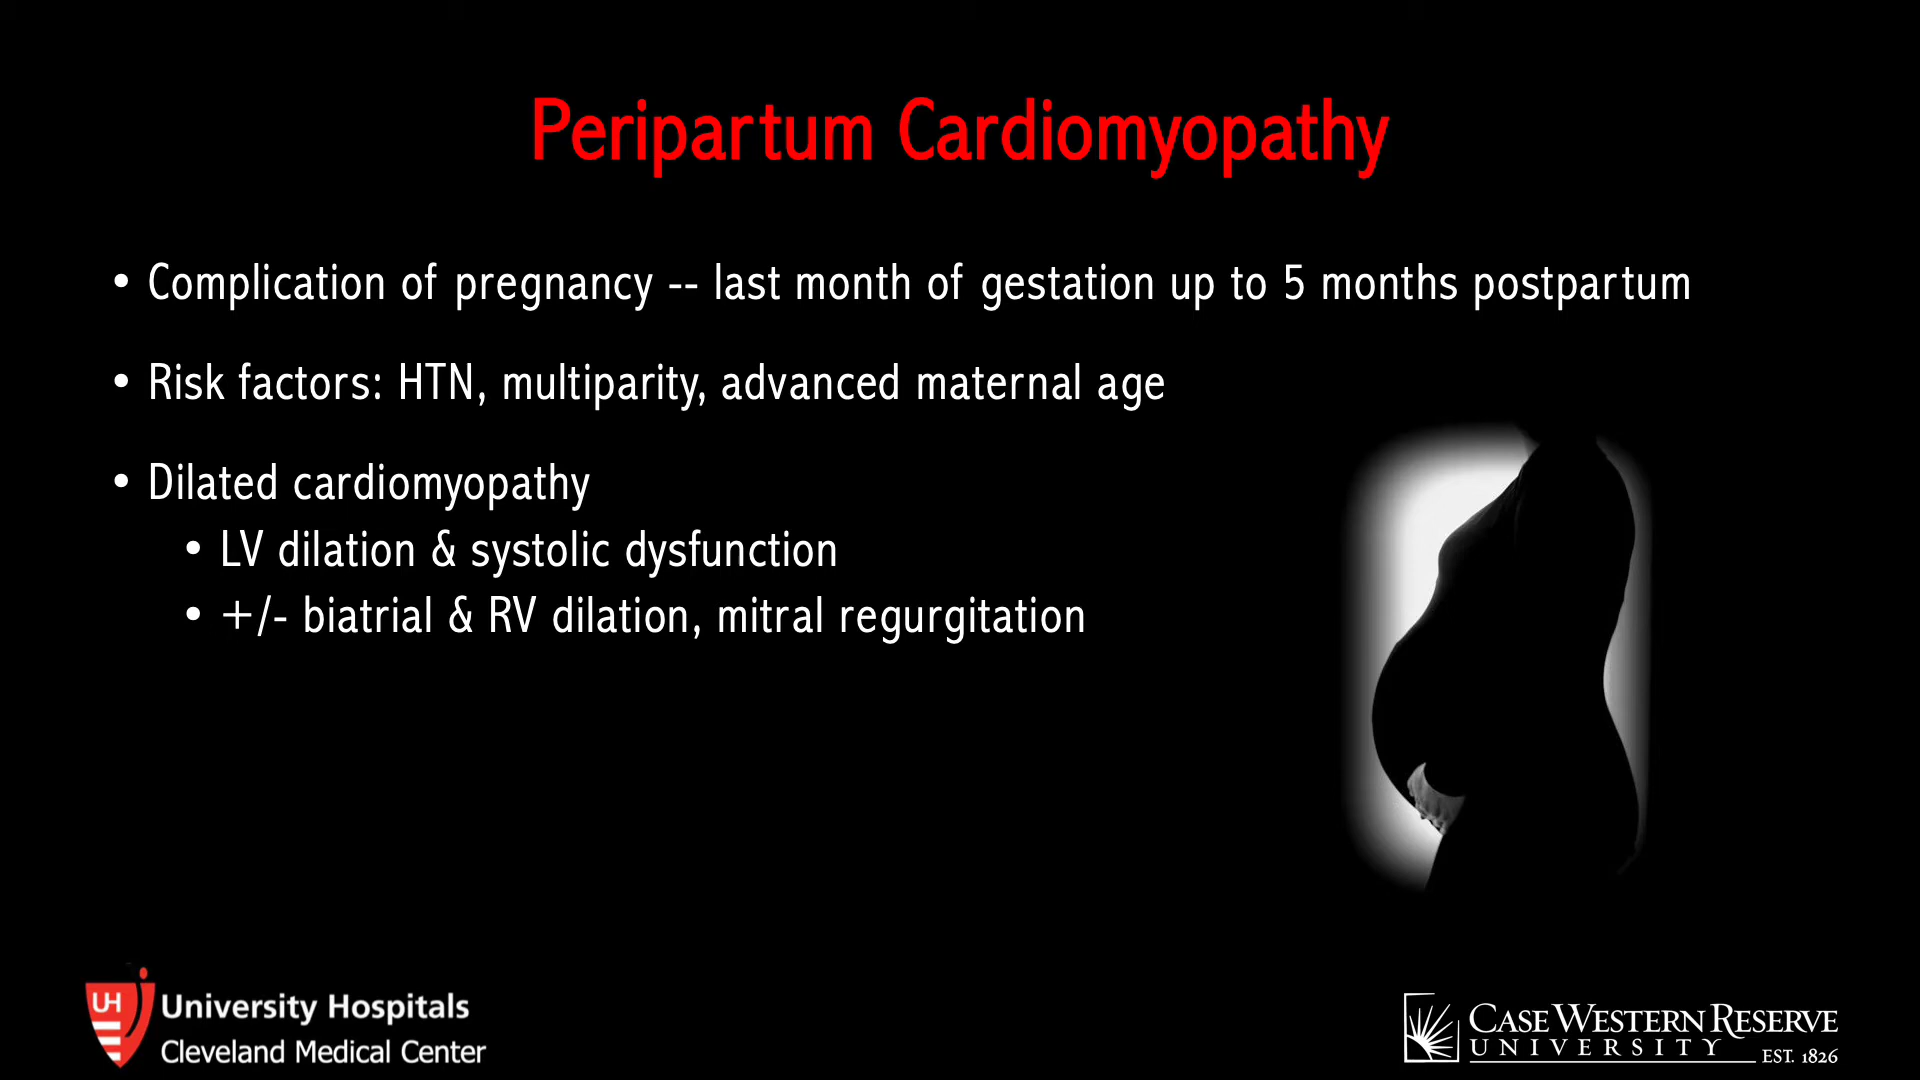 Peripartum Cardiomyopathy
• Complication of pregnancy -- last month of gestation up to 5 months postpartum
• Risk factors: HTN, multiparity, advanced maternal age
• Dilated cardiomyopathy
• LV dilation & systolic dysfunction
• +/- biatrial & RV dilation, mitral regurgitation
UH
University Hospitals
Cleveland Medical Center
CASE WESTERN RESERVE
UNIVERSITY
EST. 1826